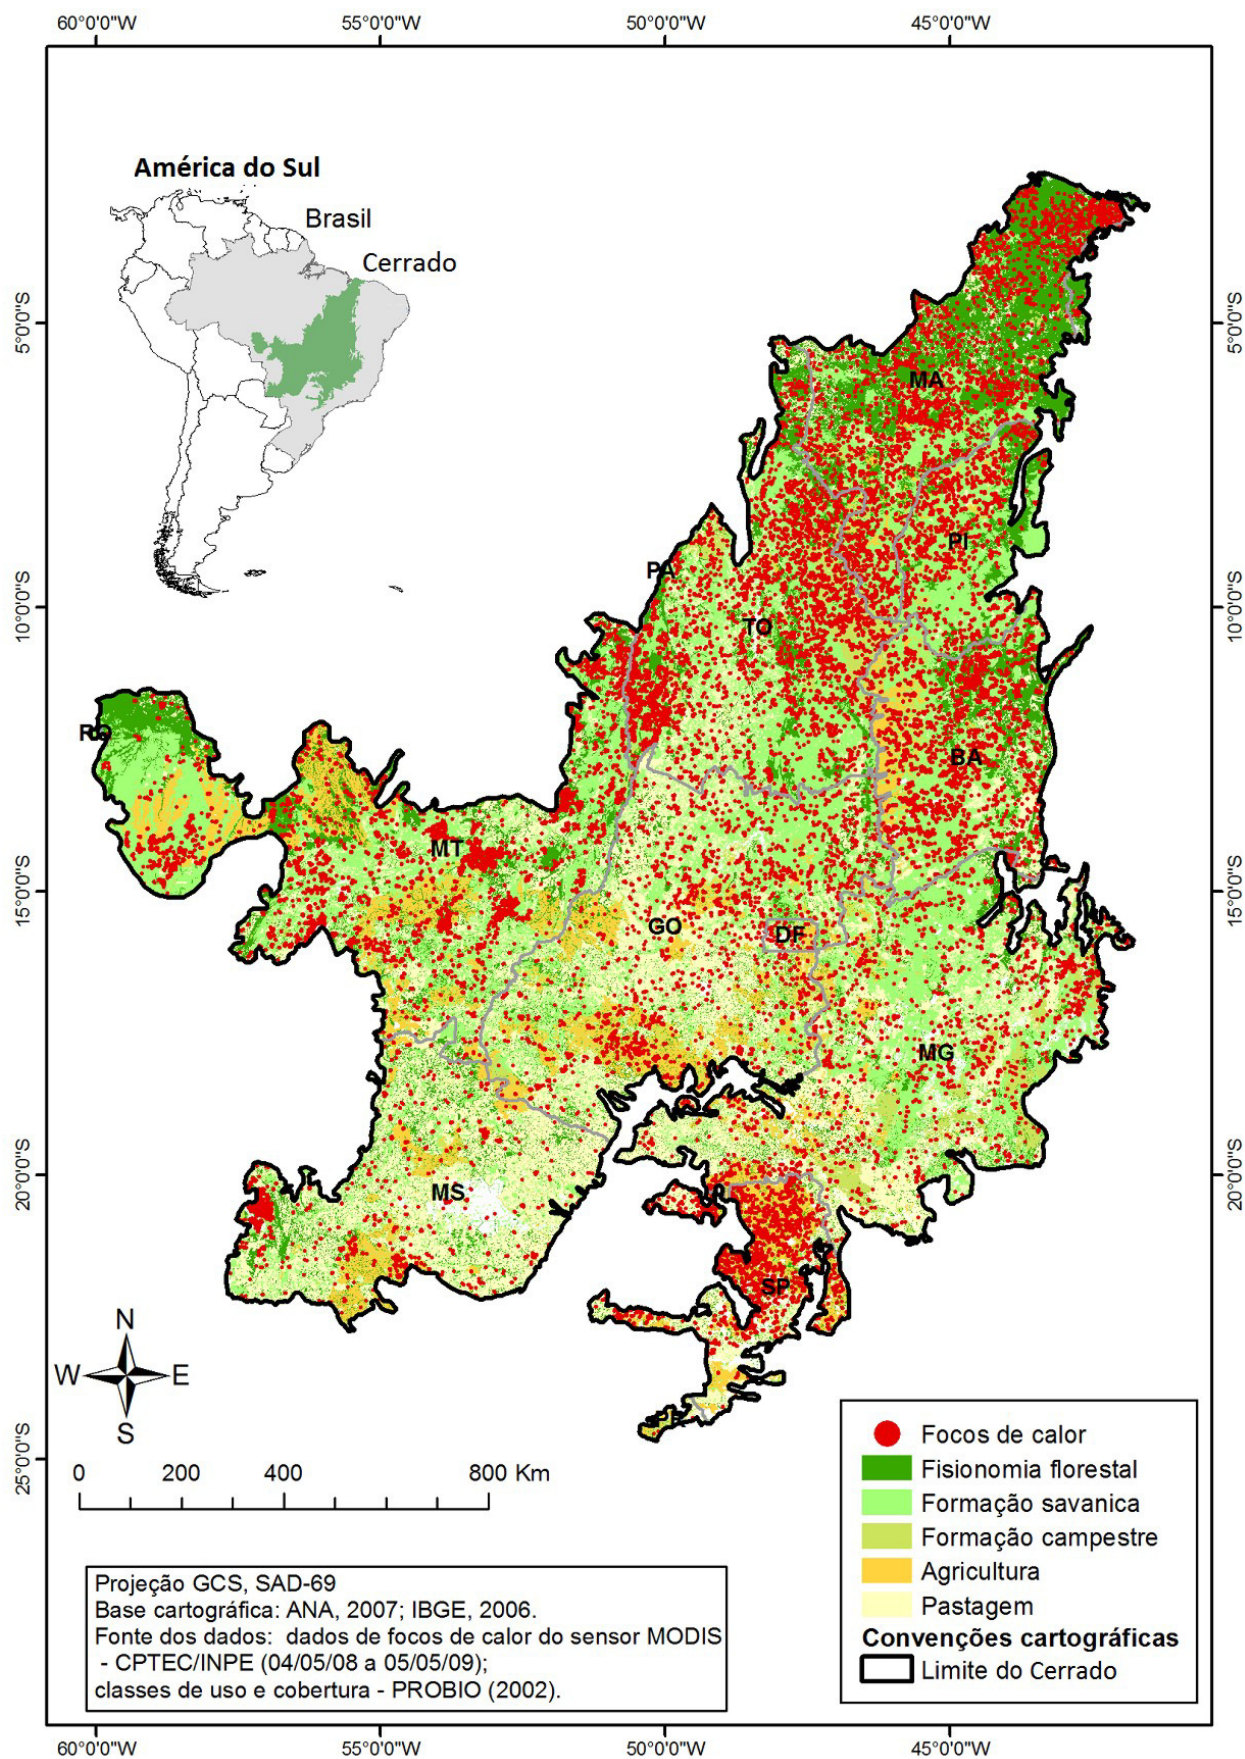 60°0'0"W 55°0'0"W 50°0'0"W 45°0'0"W
América do Sul
Brasil
Cerrado
5°0'0"S 5°0'0"S
MA
PI
PA
10°0'0"S 10°0'0"S
TO
RO
BA
MT
15°0'0"S 15°0'0"S
GO
DF
MG
20°0'0"S 20°0'0"S
MS
SP
N
W E
S
PR
25°0'0"S 25°0'0"S
0 200 400 800 Km
Focos de calor
Fisionomia florestal
Formação savanica
Formação campestre
Agricultura
Pastagem
Convenções cartográficas
Limite do Cerrado
Projeção GCS, SAD-69
Base cartográfica: ANA, 2007; IBGE, 2006.
Fonte dos dados: dados de focos de calor do sensor MODIS
- CPTEC/INPE (04/05/08 a 05/05/09);
classes de uso e cobertura - PROBIO (2002).
60°0'0"W 55°0'0"W 50°0'0"W 45°0'0"W